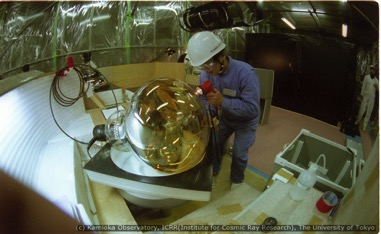 (c) Kamioka Observatory, ICRR(Institute for Cosmic Ray Research), The University of Tokyo